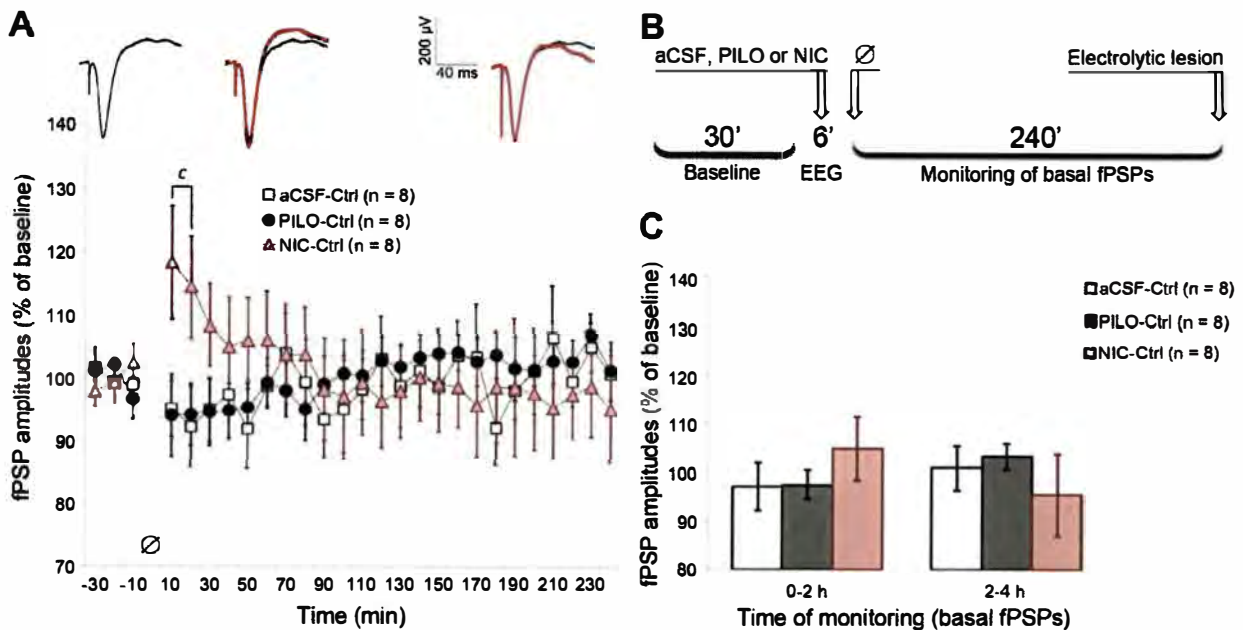 A
200 µV
40 ms
140
130
120
110
100
90
80
70
fPSP amplitudes (% of baseline)
c
aCSF-Ctrl (n = 8)
PILO-Ctrl (n = 8)
NIC-Ctrl (n = 8)
∅
-30 -10 10 30 50 70 90 110 130 150 170 190 210 230
Time (min)
B
aCSF, PILO or NIC
∅
Electrolytic lesion
30'
6'
240'
Baseline
EEG
Monitoring of basal fPSPs
C
140
130
120
110
100
90
80
fPSP amplitudes (% of baseline)
aCSF-Ctrl (n = 8)
PILO-Ctrl (n = 8)
NIC-Ctrl (n = 8)
0-2 h
2-4 h
Time of monitoring (basal fPSPs)